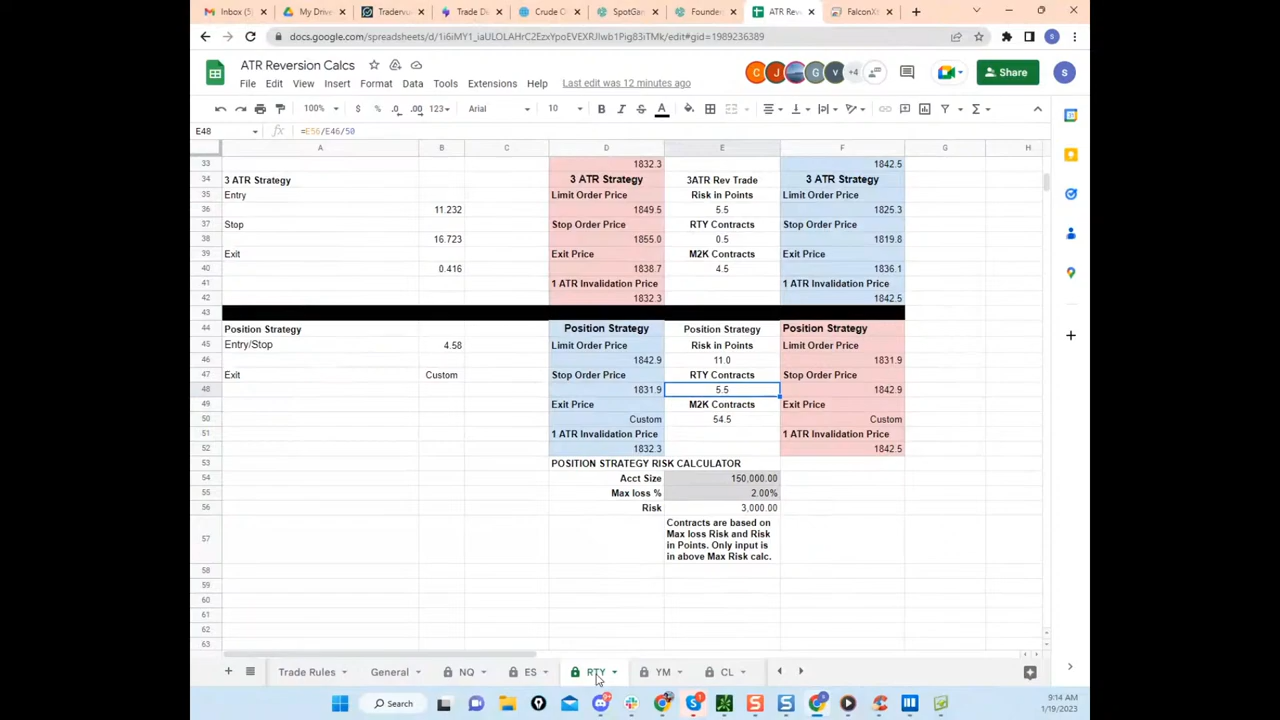 Inbox (5)
My Drive
Tradervu
Trade Di
Crude O
SpotGa
Founder
ATR Rev
FalconX
docs.google.com/spreadsheets/d/1i6iMY1_iaULOLAHrC2EzxYpoEVEXRJIwb1Pig83iTMk/edit#gid=1989236389
S
ATR Reversion Calcs
File Edit View Insert Format Data Tools Extensions Help Last edit was 12 minutes ago
C J G v +4 Share S
100% $ % .0 .00 123 Arial 10 B I S A
E48 fx =E56/E46/50
A B C D E F G H
33 1832.3 1842.5
34 3 ATR Strategy 3 ATR Strategy 3ATR Rev Trade 3 ATR Strategy
35 Entry Limit Order Price Risk in Points Limit Order Price
36 11.232 1849.5 5.5 1825.3
37 Stop Stop Order Price RTY Contracts Stop Order Price
38 16.723 1855.0 0.5 1819.8
39 Exit Exit Price M2K Contracts Exit Price
40 0.416 1838.7 4.5 1836.1
41 1 ATR Invalidation Price 1 ATR Invalidation Price
42 1832.3 1842.5
43
44 Position Strategy Position Strategy Position Strategy Position Strategy
45 Entry/Stop 4.58 Limit Order Price Risk in Points Limit Order Price
46 1842.9 11.0 1831.9
47 Exit Custom Stop Order Price RTY Contracts Stop Order Price
48 1831.9 5.5 1842.9
49 Exit Price M2K Contracts Exit Price
50 Custom 54.5 Custom
51 1 ATR Invalidation Price 1 ATR Invalidation Price
52 1832.3 1842.5
53 POSITION STRATEGY RISK CALCULATOR
54 Acct Size 150,000.00
55 Max loss % 2.00%
56 Risk 3,000.00
57 Contracts are based on
Max loss Risk and Risk
in Points. Only input is
in above Max Risk calc.
58
59
60
61
62
63
Trade Rules General NQ ES RTY YM CL
Search
9:14 AM
1/19/2023